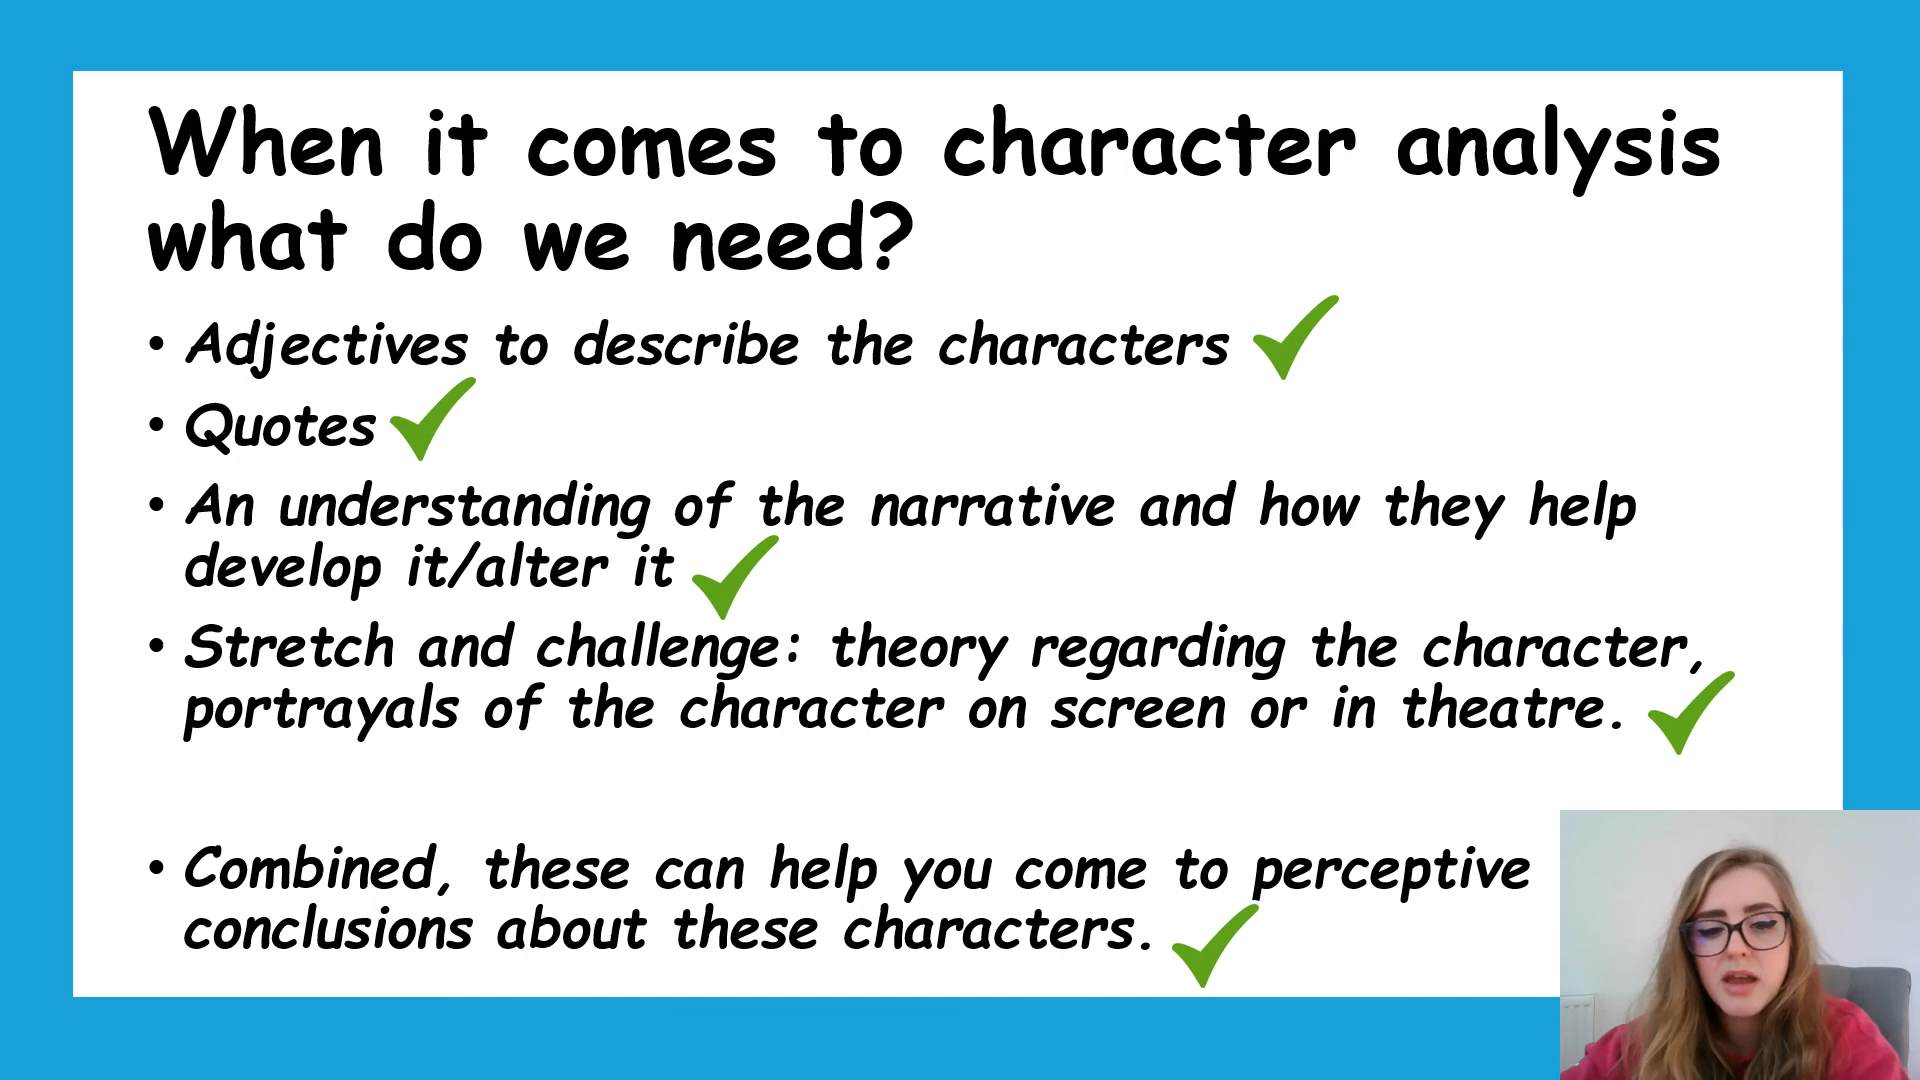 When it comes to character analysis
what do we need?
• Adjectives to describe the characters
• Quotes
• An understanding of the narrative and how they help
develop it/alter it
• Stretch and challenge: theory regarding the character,
portrayals of the character on screen or in theatre.
• Combined, these can help you come to perceptive
conclusions about these characters.